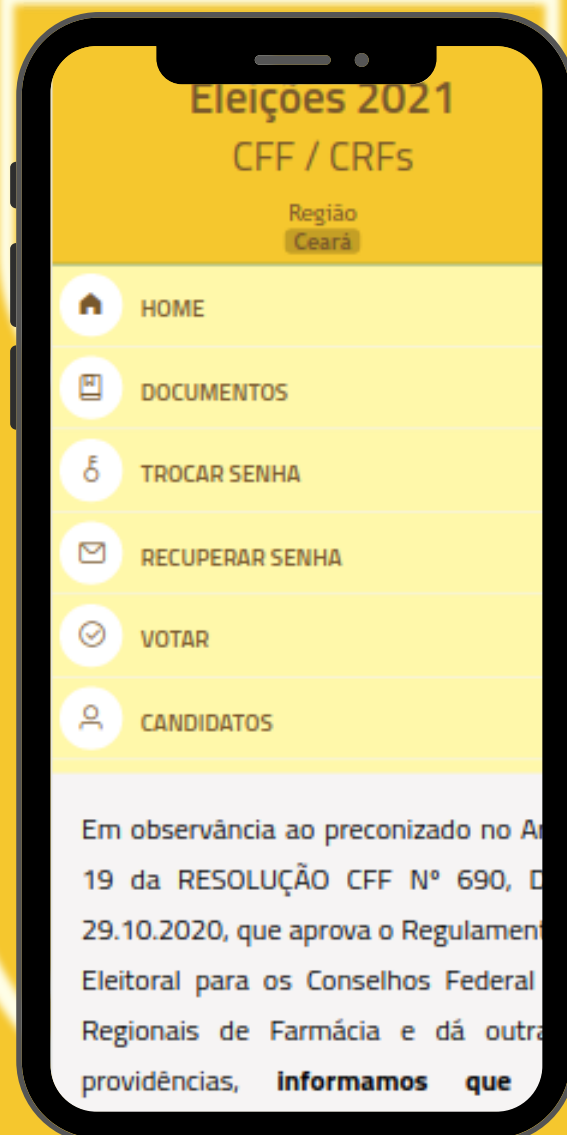 Eleições 2021
CFF / CRFs
Região
Ceará
HOME
DOCUMENTOS
TROCAR SENHA
RECUPERAR SENHA
VOTAR
CANDIDATOS
Em observância ao preconizado no
19 da RESOLUÇÃO CFF Nº 690,
29.10.2020, que aprova o Regulament
Eleitoral para os Conselhos Federal
Regionais de Farmácia e dá outra
providências, informamos que